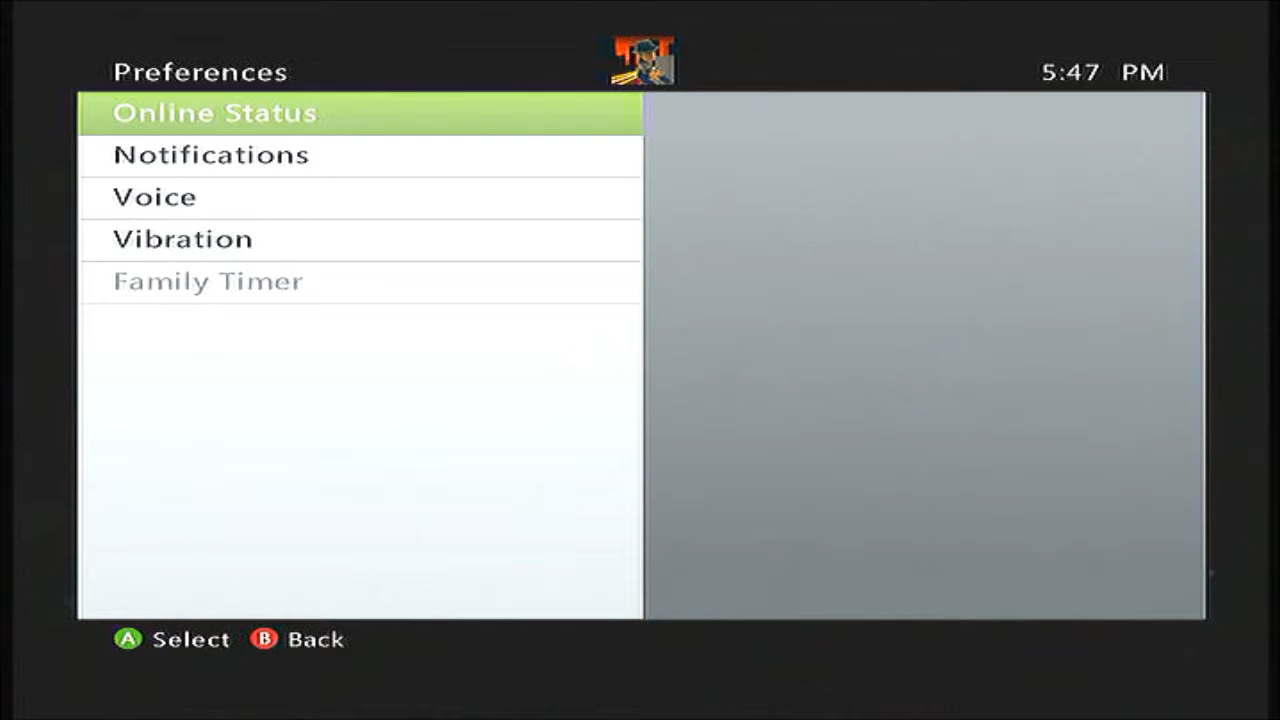 Preferences
5:47 PM
Online Status
Notifications
Voice
Vibration
Family Timer
A Select B Back